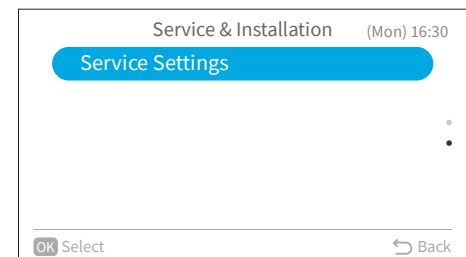 Service & Installation (Mon) 16:30
Service Settings
OK Select Back